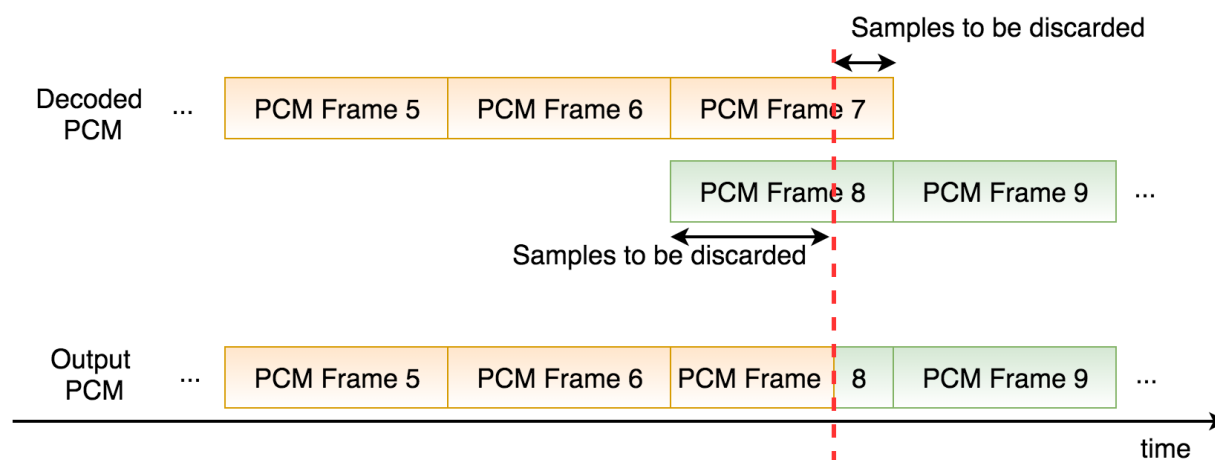 Samples to be discarded
Decoded
PCM
...
PCM Frame 5
PCM Frame 6
PCM Frame 7
PCM Frame 8
PCM Frame 9
...
Samples to be discarded
Output
PCM
...
PCM Frame 5
PCM Frame 6
PCM Frame
8
PCM Frame 9
...
time